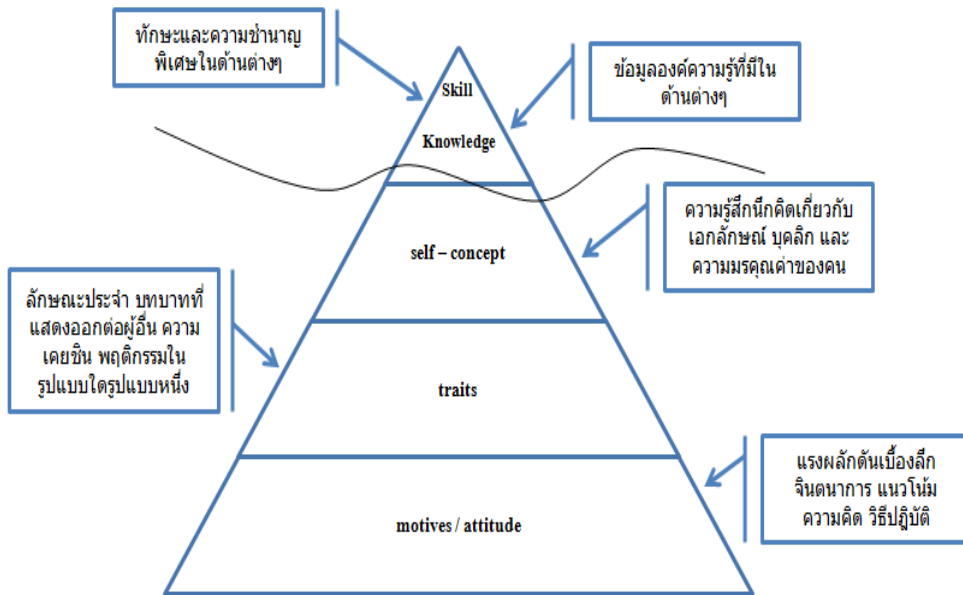 ทักษะและความชำนาญ
พิเศษในด้านต่างๆ
ข้อมูลองค์ความรู้ที่มีใน
ด้านต่างๆ
Skill
Knowledge
ความรู้สึกนึกคิดเกี่ยวกับ
เอกลักษณ์ บุคลิก และ
ความมรคุณค่าของคน
self – concept
ลักษณะประจำ บทบาทที่
แสดงออกต่อผู้อื่น ความ
เคยชิน พฤติกรรมใน
รูปแบบใดรูปแบบหนึ่ง
traits
แรงผลักดันเบื้องลึก
จินตนาการ แนวโน้ม
ความคิด วิธีปฏิบัติ
motives / attitude